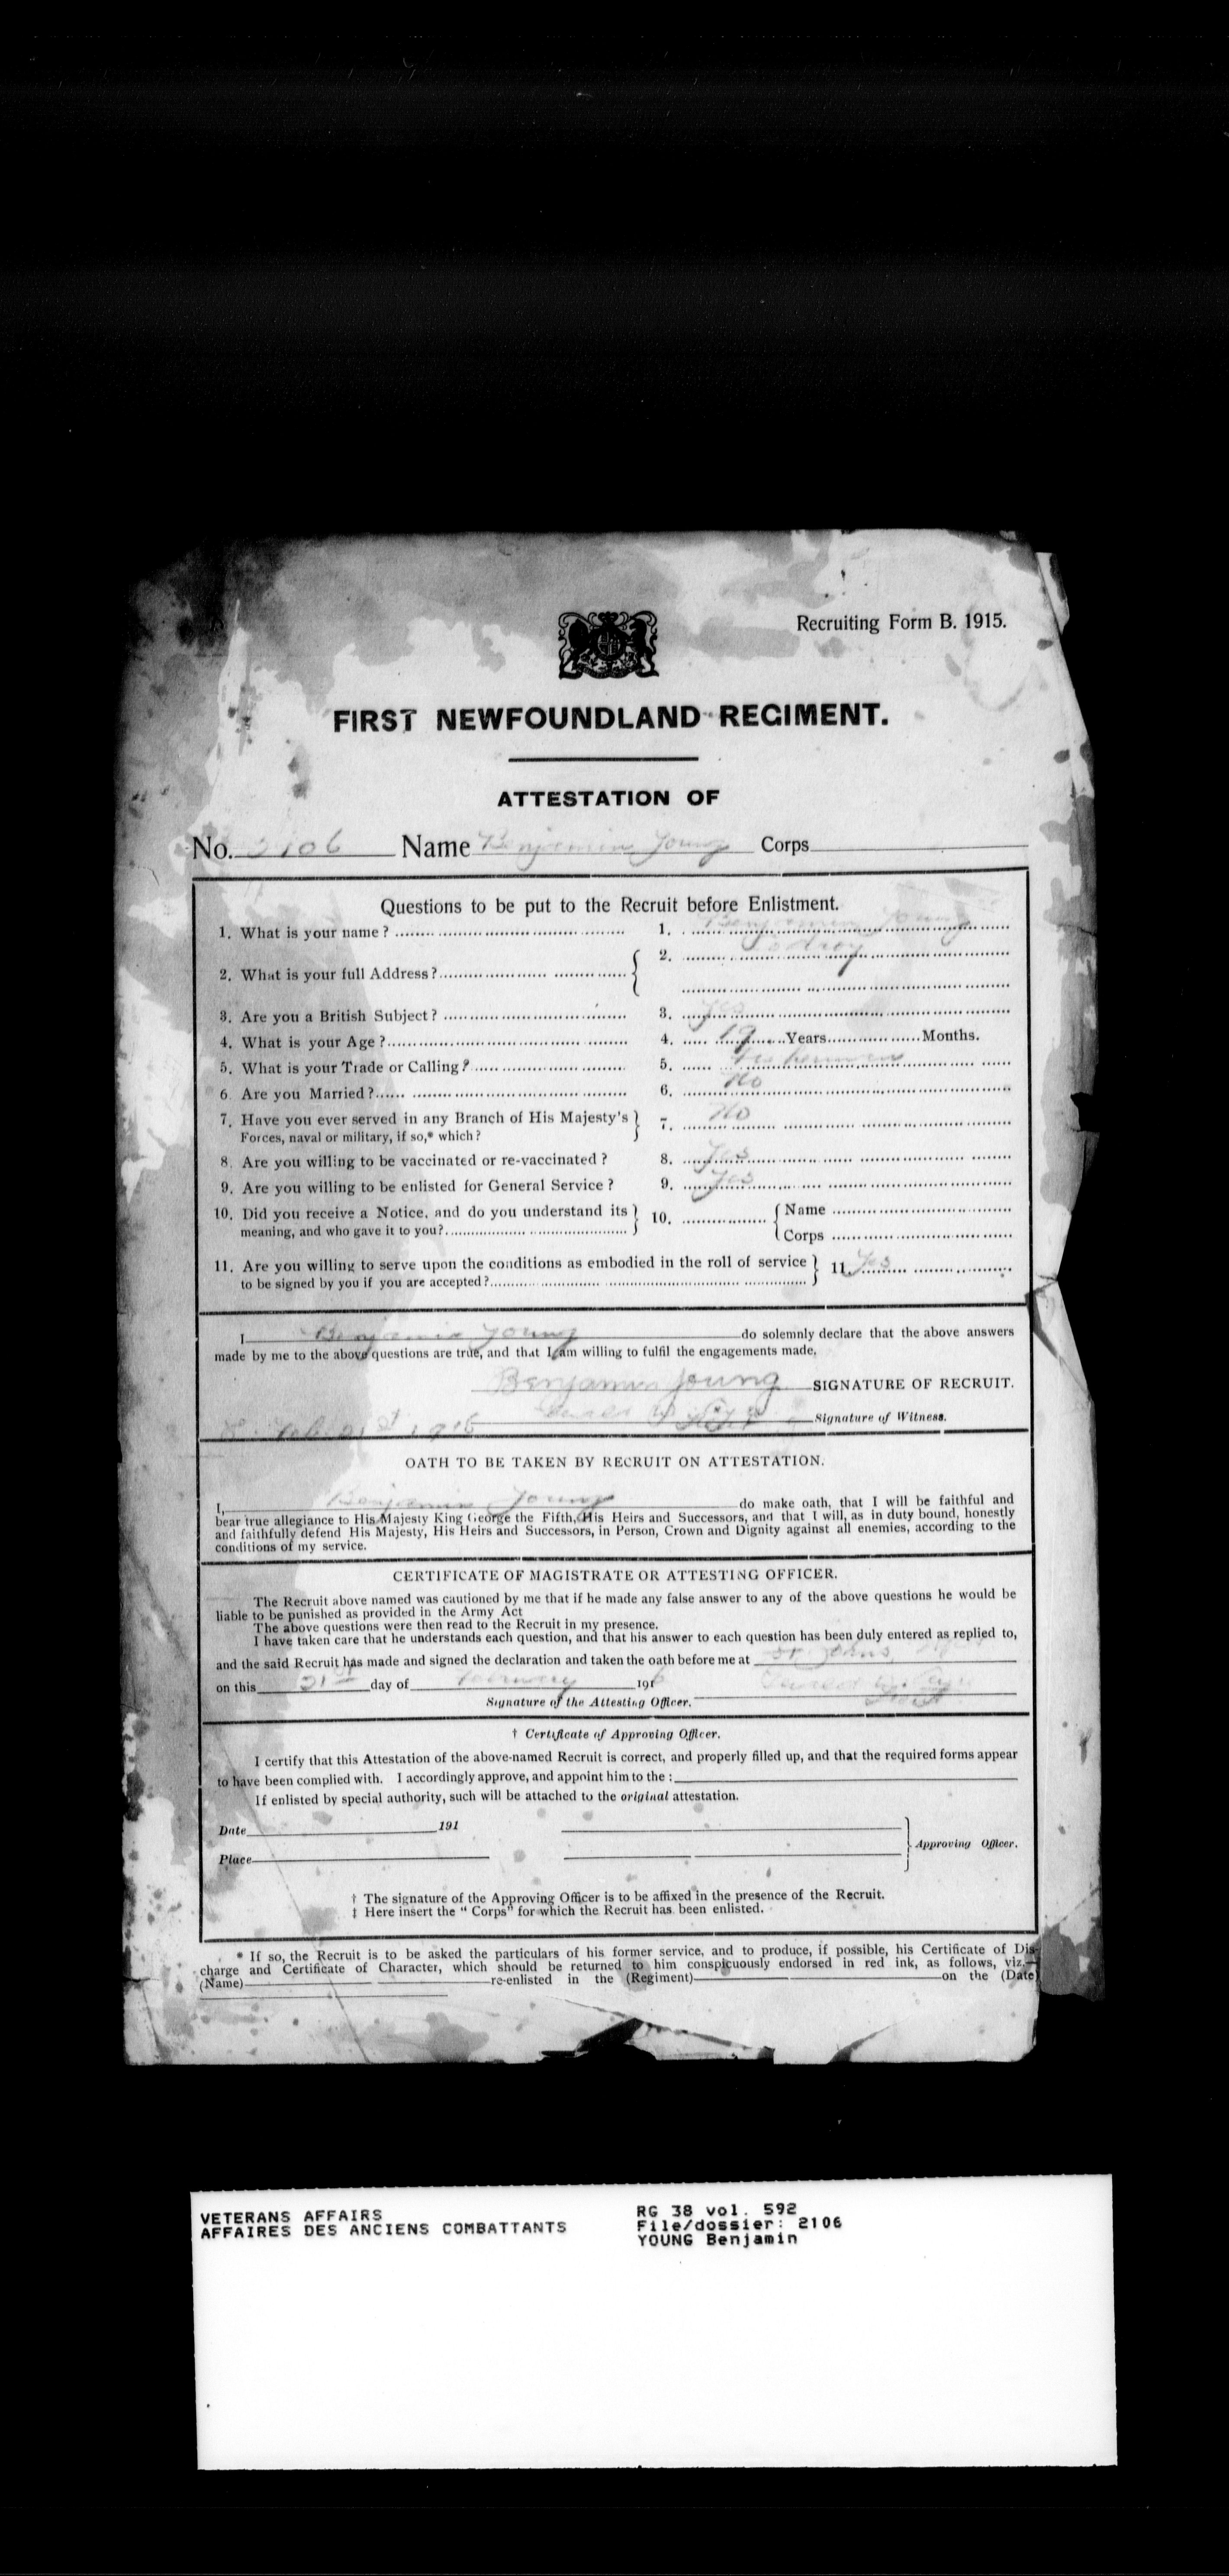 Recruiting Form B. 1915.
FIRST NEWFOUNDLAND REGIMENT.
ATTESTATION OF
No. 2106 Name Benjamin Young Corps
Questions to be put to the Recruit before Enlistment.
1. What is your name? 1. Benjamin Young
2. What is your full Address? 2. Codroy
3. Are you a British Subject? 3. Yes
4. What is your Age? 4. 19 Years Months.
5. What is your Trade or Calling? 5. Fisherman
6. Are you Married? 6. No
7. Have you ever served in any Branch of His Majesty's
Forces, naval or military, if so,* which? 7. No
8. Are you willing to be vaccinated or re-vaccinated? 8. Yes
9. Are you willing to be enlisted for General Service? 9. Yes
10. Did you receive a Notice, and do you understand its
meaning, and who gave it to you? 10. Name
Corps
11. Are you willing to serve upon the conditions as embodied in the roll of service
to be signed by you if you are accepted? 11. Yes
I Benjamin Young do solemnly declare that the above answers
made by me to the above questions are true, and that I am willing to fulfil the engagements made.
Benjamin Young SIGNATURE OF RECRUIT.
Feb 21st 1916 Signature of Witness.
OATH TO BE TAKEN BY RECRUIT ON ATTESTATION.
I, Benjamin Young do make oath, that I will be faithful and
bear true allegiance to His Majesty King George the Fifth, His Heirs and Successors, and that I will, as in duty bound, honestly
and faithfully defend His Majesty, His Heirs and Successors, in Person, Crown and Dignity against all enemies, according to the
conditions of my service.
CERTIFICATE OF MAGISTRATE OR ATTESTING OFFICER.
The Recruit above named was cautioned by me that if he made any false answer to any of the above questions he would be
liable to be punished as provided in the Army Act
The above questions were then read to the Recruit in my presence.
I have taken care that he understands each question, and that his answer to each question has been duly entered as replied to,
and the said Recruit has made and signed the declaration and taken the oath before me at St Johns,
on this 21st day of February 1916
Signature of the Attesting Officer.
† Certificate of Approving Officer.
I certify that this Attestation of the above-named Recruit is correct, and properly filled up, and that the required forms appear
to have been complied with. I accordingly approve, and appoint him to the :
If enlisted by special authority, such will be attached to the original attestation.
Date 191
Approving Officer.
Place
† The signature of the Approving Officer is to be affixed in the presence of the Recruit.
‡ Here insert the "Corps" for which the Recruit has been enlisted.
* If so, the Recruit is to be asked the particulars of his former service, and to produce, if possible, his Certificate of Dis-
charge and Certificate of Character, which should be returned to him conspicuously endorsed in red ink, as follows, viz.—
(Name) re-enlisted in the (Regiment) on the (Date)
VETERANS AFFAIRS
AFFAIRES DES ANCIENS COMBATTANTS
RG 38 vol. 592
File/dossier: 2106
YOUNG Benjamin